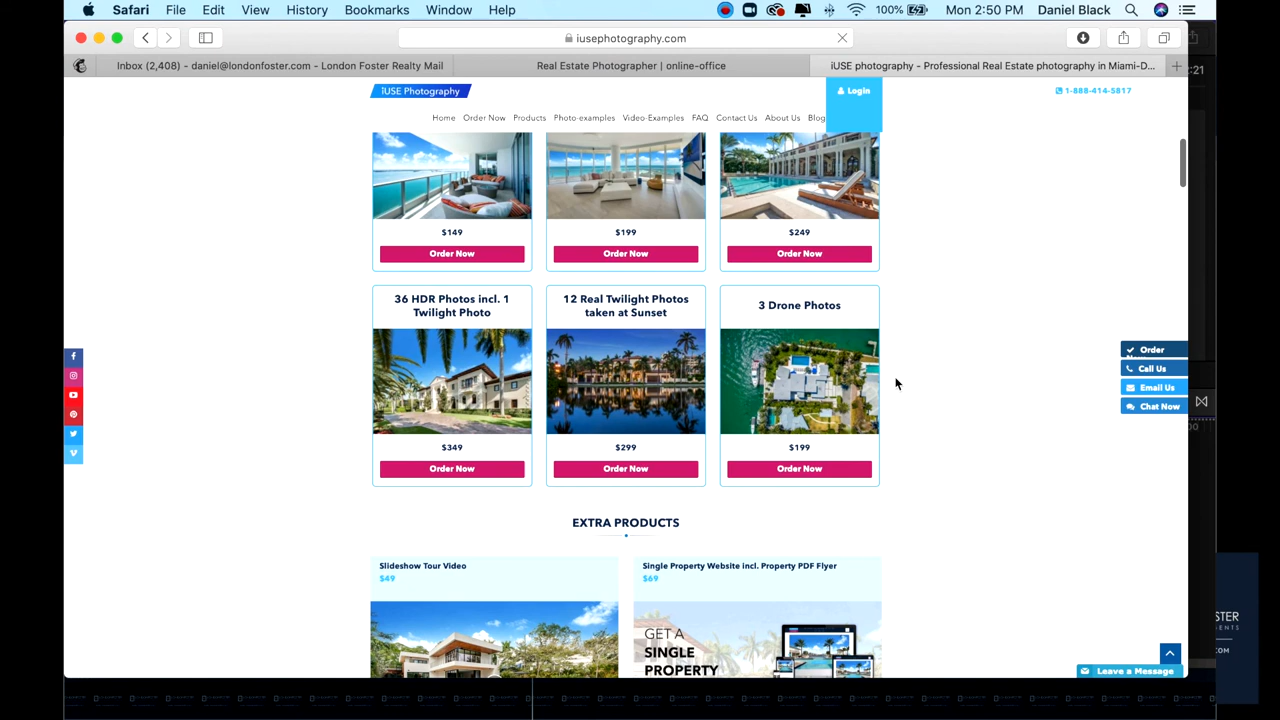 Safari File Edit View History Bookmarks Window Help 100% Mon 2:50 PM Daniel Black
iusephotography.com
Inbox (2,408) - daniel@londonfoster.com - London Foster Realty Mail
Real Estate Photographer | online-office
iUSE photography - Professional Real Estate photography in Miami-D...
:21
iUSE Photography
Login
1-888-414-5817
Home Order Now Products Photo-examples Video-Examples FAQ Contact Us About Us Blog
$149 $199 $249
Order Now Order Now Order Now
36 HDR Photos incl. 1
Twilight Photo
12 Real Twilight Photos
taken at Sunset
3 Drone Photos
Order
Call Us
Email Us
Chat Now
00
$349 $299 $199
Order Now Order Now Order Now
EXTRA PRODUCTS
Slideshow Tour Video
$49
Single Property Website incl. Property PDF Flyer
$69
GET A
SINGLE
PROPERTY
STER
ENTS
.COM
Leave a Message